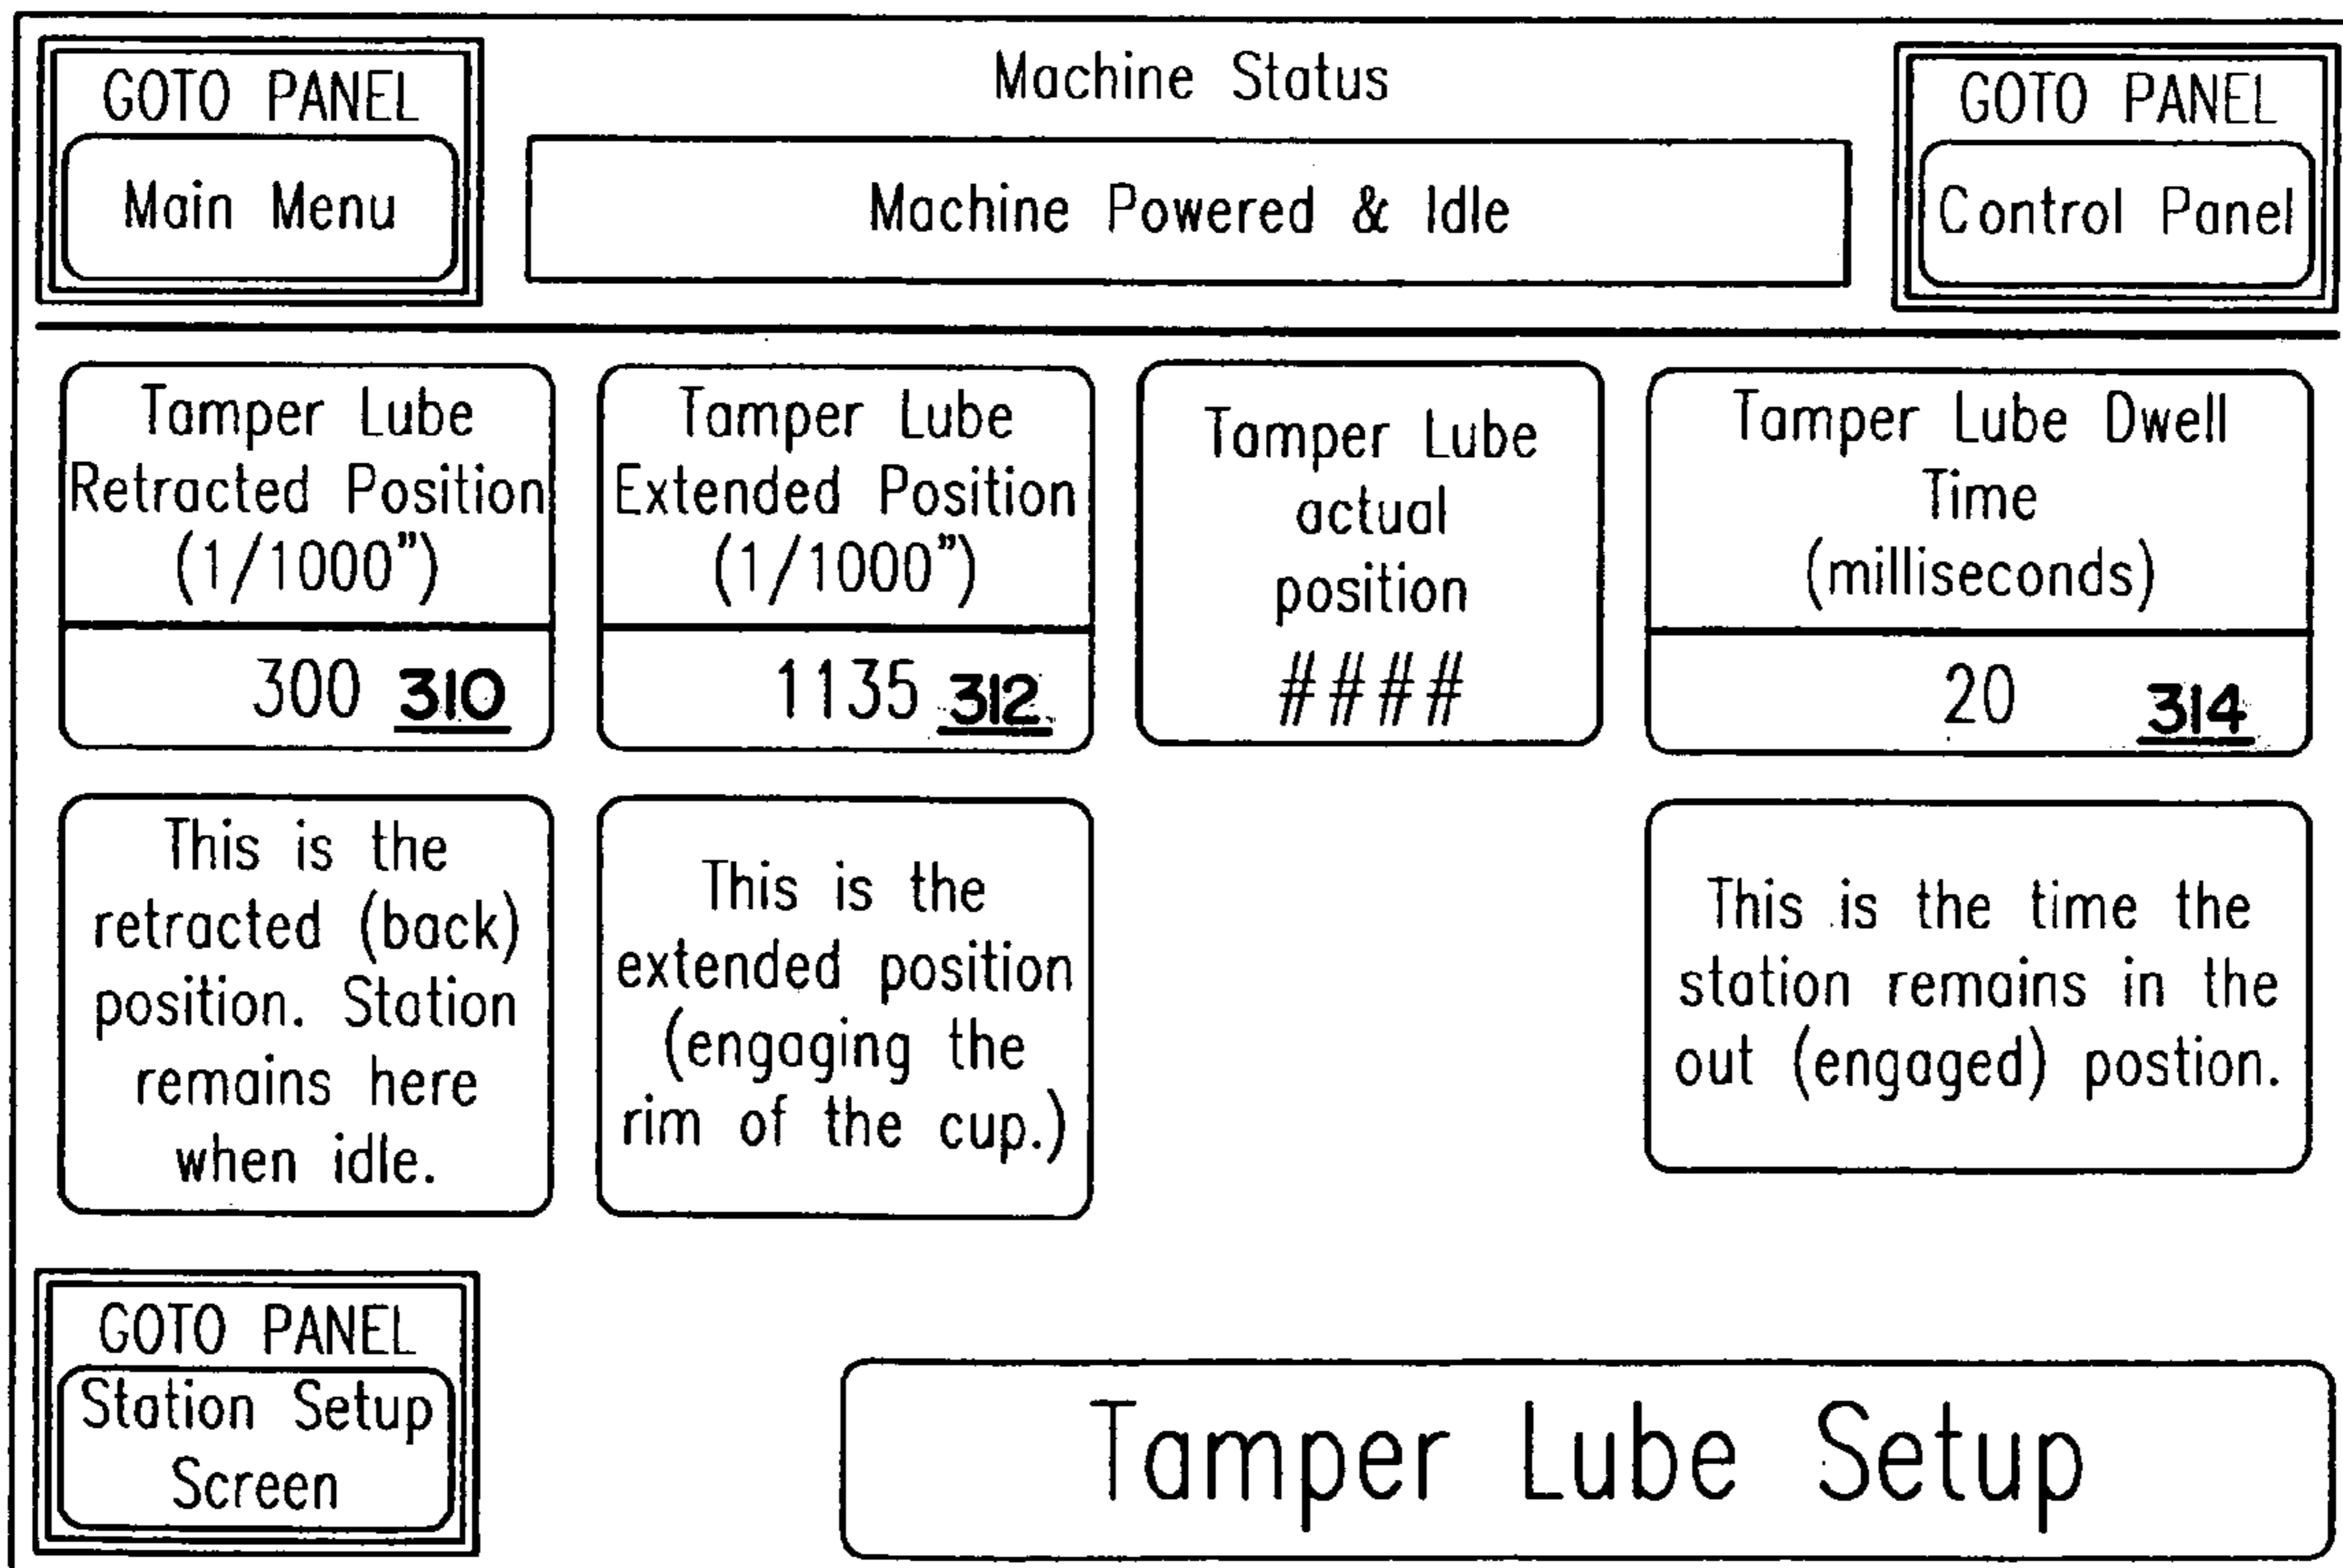 GOTO PANEL
Main Menu
Machine Status
Machine Powered & Idle
GOTO PANEL
Control Panel
Tamper Lube
Retracted Position
(1/1000")
300 310
Tamper Lube
Extended Position
(1/1000")
1135 312
Tamper Lube
actual
position
####
Tamper Lube Dwell
Time
(milliseconds)
20 314
This is the
retracted (back)
position. Station
remains here
when idle.
This is the
extended position
(engaging the
rim of the cup.)
This is the time the
station remains in the
out (engaged) postion.
GOTO PANEL
Station Setup
Screen
Tamper Lube Setup